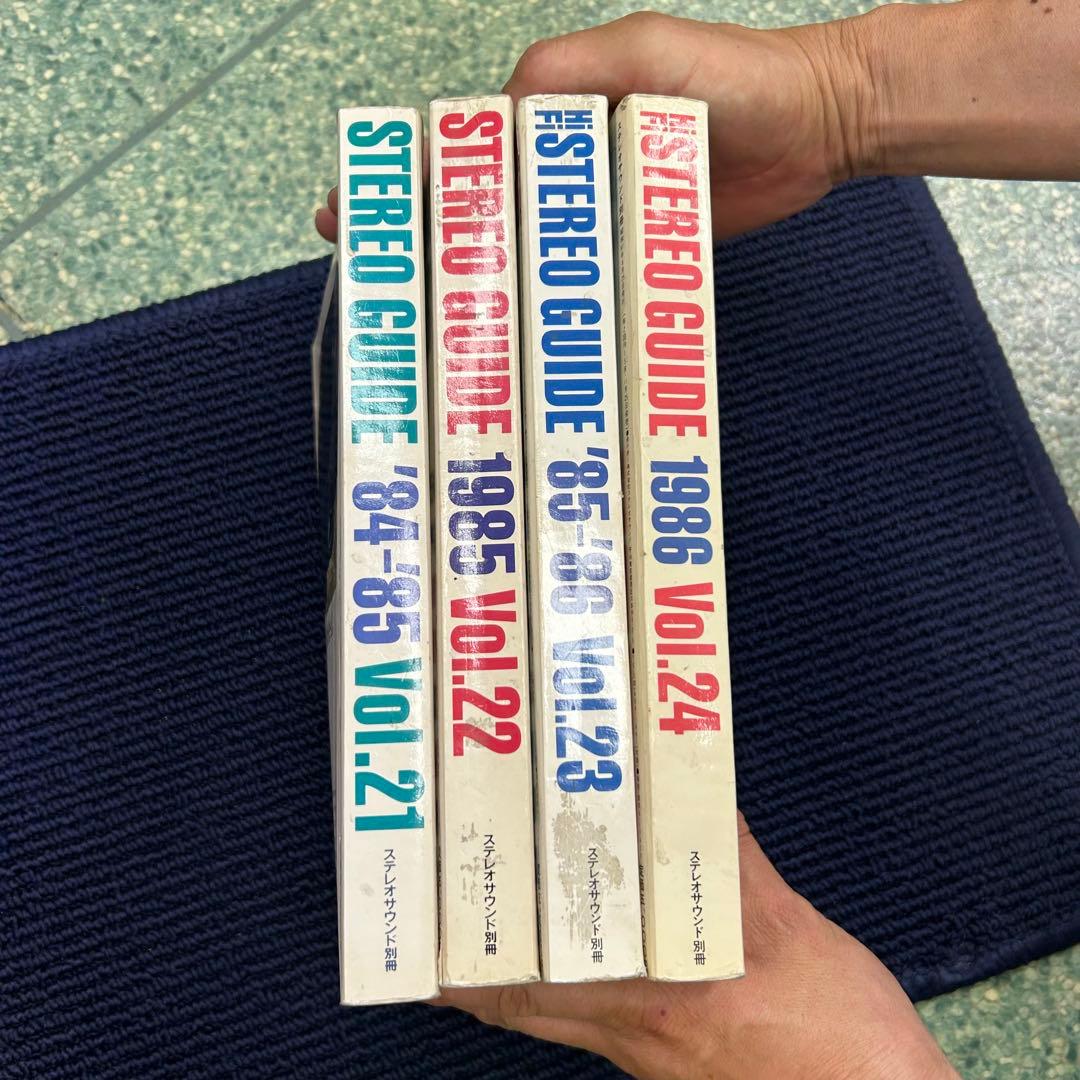 STEREO GUIDE '84-'85 Vol.21
ステレオサウンド別冊
STEREO GUIDE 1985 Vol.22
ステレオサウンド別冊
HiFi STEREO GUIDE '85-'86 Vol.23
ステレオサウンド別冊
HiFi STEREO GUIDE 1986 Vol.24
ステレオサウンド別冊